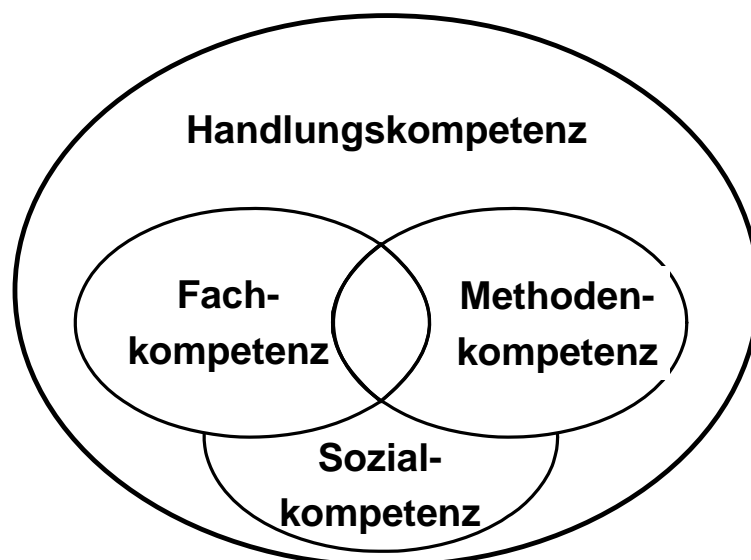 Handlungskompetenz
Fach-
kompetenz
Methoden-
kompetenz
Sozial-
kompetenz